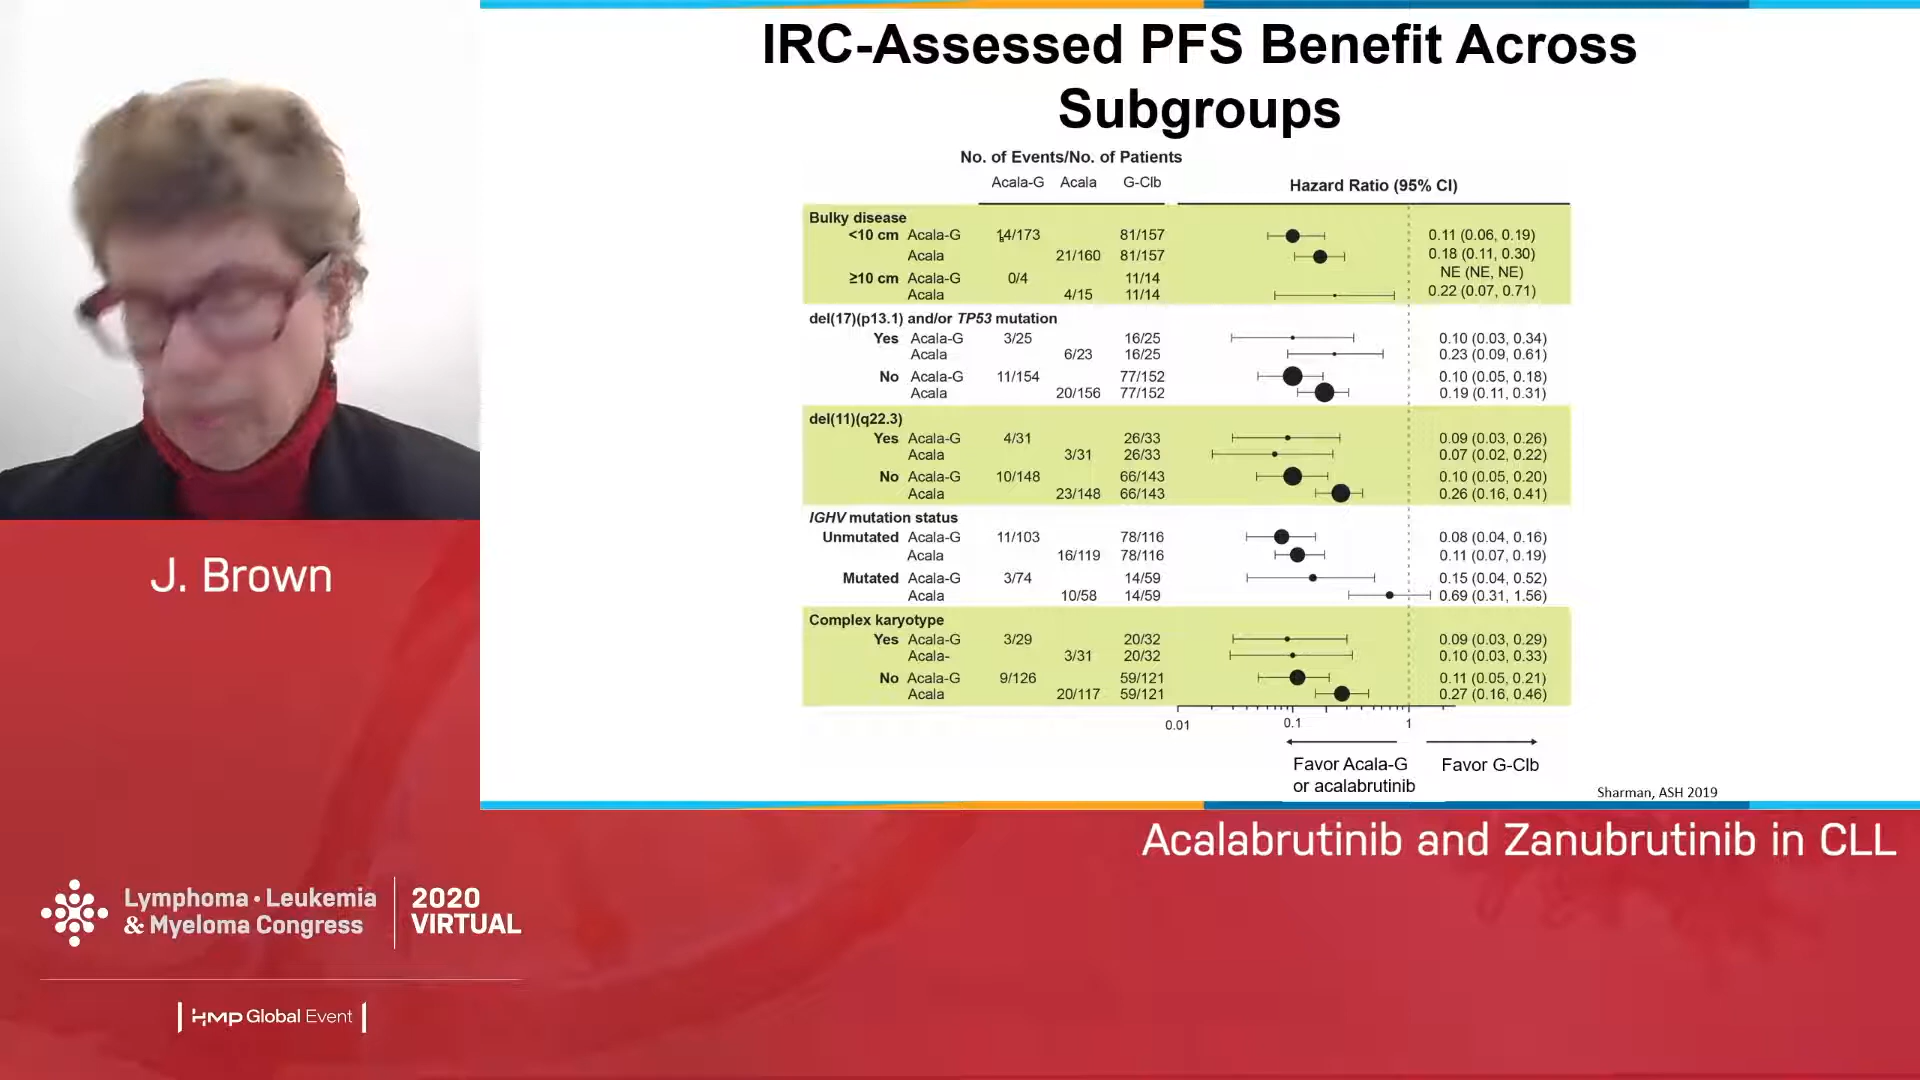 IRC-Assessed PFS Benefit Across
Subgroups
No. of Events/No. of Patients
Acala-G Acala G-Clb
Hazard Ratio (95% CI)
Bulky disease
<10 cm Acala-G 14/173 81/157 0.11 (0.06, 0.19)
Acala 21/160 81/157 0.18 (0.11, 0.30)
≥10 cm Acala-G 0/4 11/14 NE (NE, NE)
Acala 4/15 11/14 0.22 (0.07, 0.71)
del(17)(p13.1) and/or TP53 mutation
Yes Acala-G 3/25 16/25 0.10 (0.03, 0.34)
Acala 6/23 16/25 0.23 (0.09, 0.61)
No Acala-G 11/154 77/152 0.10 (0.05, 0.18)
Acala 20/156 77/152 0.19 (0.11, 0.31)
del(11)(q22.3)
Yes Acala-G 4/31 26/33 0.09 (0.03, 0.26)
Acala 3/31 26/33 0.07 (0.02, 0.22)
No Acala-G 10/148 66/143 0.10 (0.05, 0.20)
Acala 23/148 66/143 0.26 (0.16, 0.41)
IGHV mutation status
Unmutated Acala-G 11/103 78/116 0.08 (0.04, 0.16)
Acala 16/119 78/116 0.11 (0.07, 0.19)
Mutated Acala-G 3/74 14/59 0.15 (0.04, 0.52)
Acala 10/58 14/59 0.69 (0.31, 1.56)
Complex karyotype
Yes Acala-G 3/29 20/32 0.09 (0.03, 0.29)
Acala- 3/31 20/32 0.10 (0.03, 0.33)
No Acala-G 9/126 59/121 0.11 (0.05, 0.21)
Acala 20/117 59/121 0.27 (0.16, 0.46)
0.01 0.1 1
Favor Acala-G
or acalabrutinib
Favor G-Clb
Sharman, ASH 2019
J. Brown
Acalabrutinib and Zanubrutinib in CLL
Lymphoma • Leukemia
& Myeloma Congress
2020
VIRTUAL
HMP Global Event